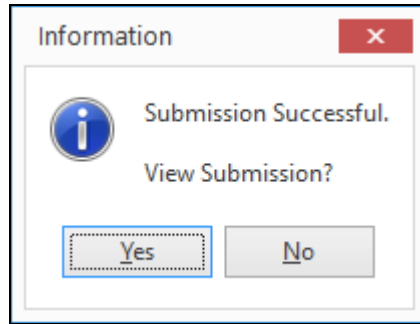 Information
Submission Successful.
View Submission?
Yes
No